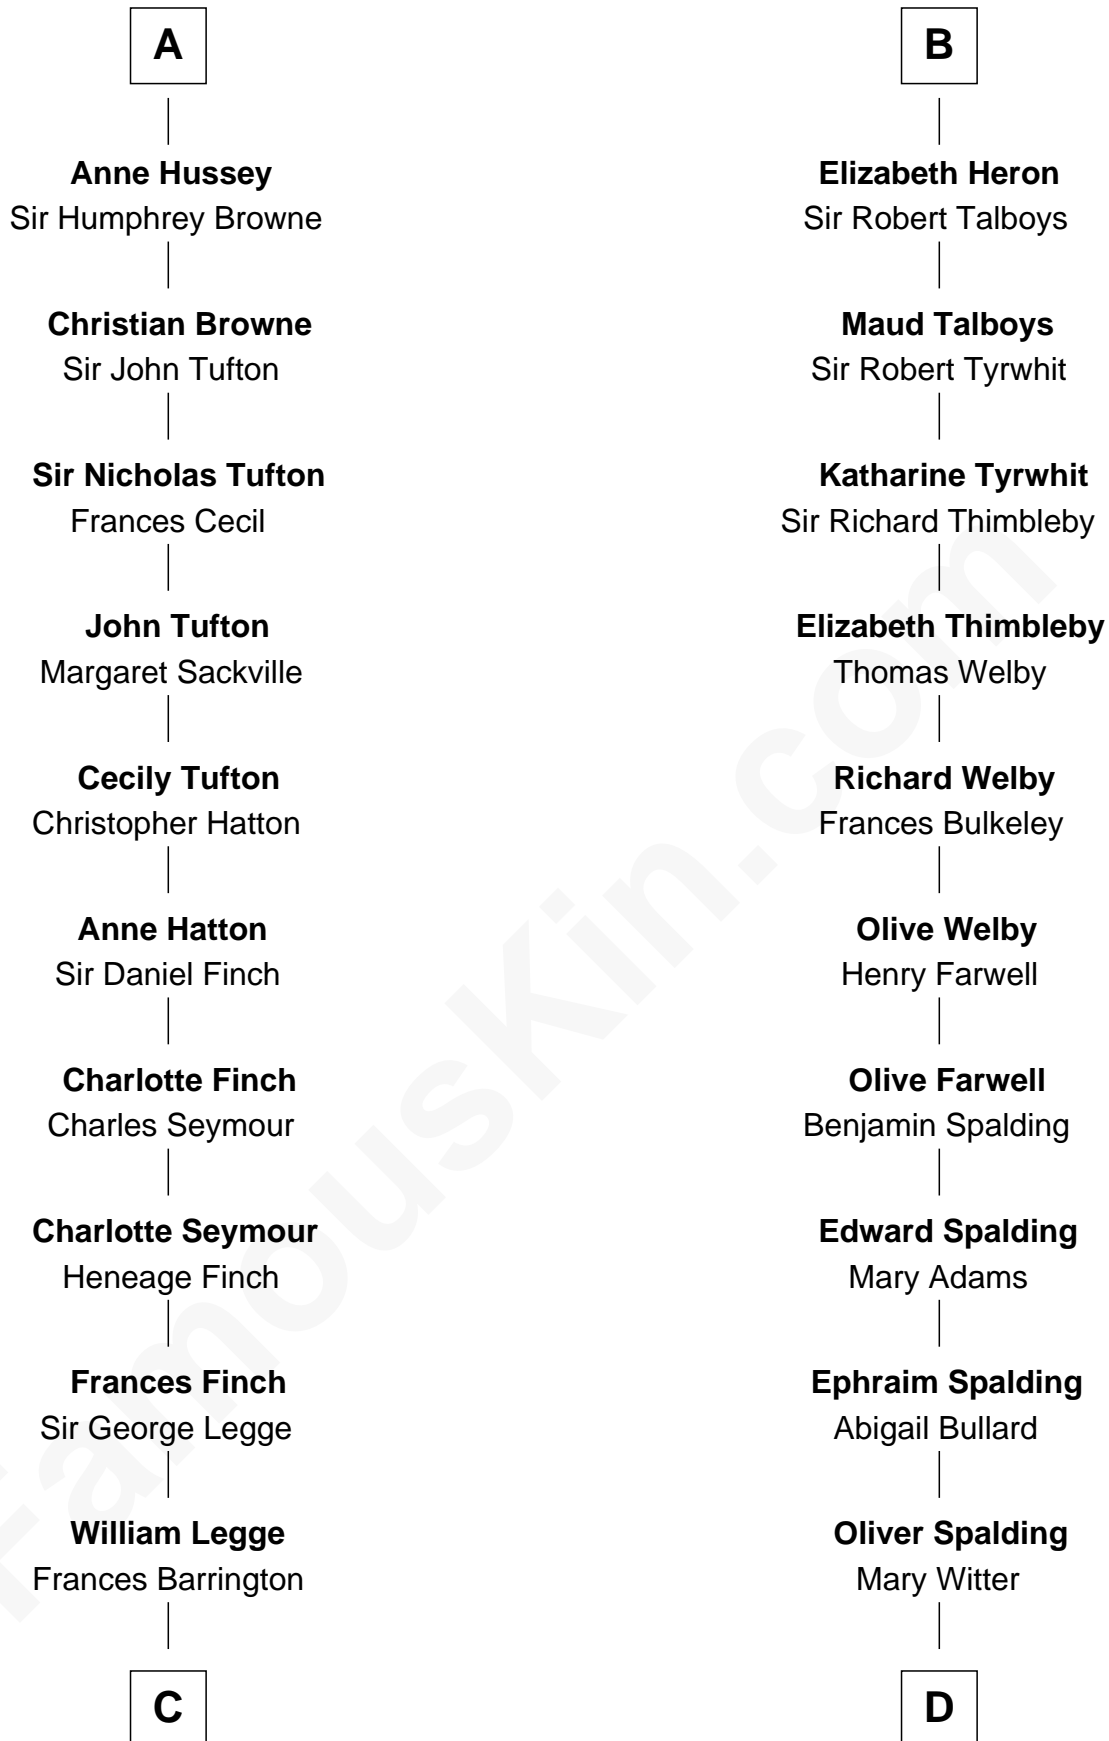 A
Anne Hussey
Sir Humphrey Browne
Christian Browne
Sir John Tufton
Sir Nicholas Tufton
Frances Cecil
John Tufton
Margaret Sackville
Cecily Tufton
Christopher Hatton
Anne Hatton
Sir Daniel Finch
Charlotte Finch
Charles Seymour
Charlotte Seymour
Heneage Finch
Frances Finch
Sir George Legge
William Legge
Frances Barrington
C
B
Elizabeth Heron
Sir Robert Talboys
Maud Talboys
Sir Robert Tyrwhit
Katharine Tyrwhit
Sir Richard Thimbleby
Elizabeth Thimbleby
Thomas Welby
Richard Welby
Frances Bulkeley
Olive Welby
Henry Farwell
Olive Farwell
Benjamin Spalding
Edward Spalding
Mary Adams
Ephraim Spalding
Abigail Bullard
Oliver Spalding
Mary Witter
D
FamousKin.com